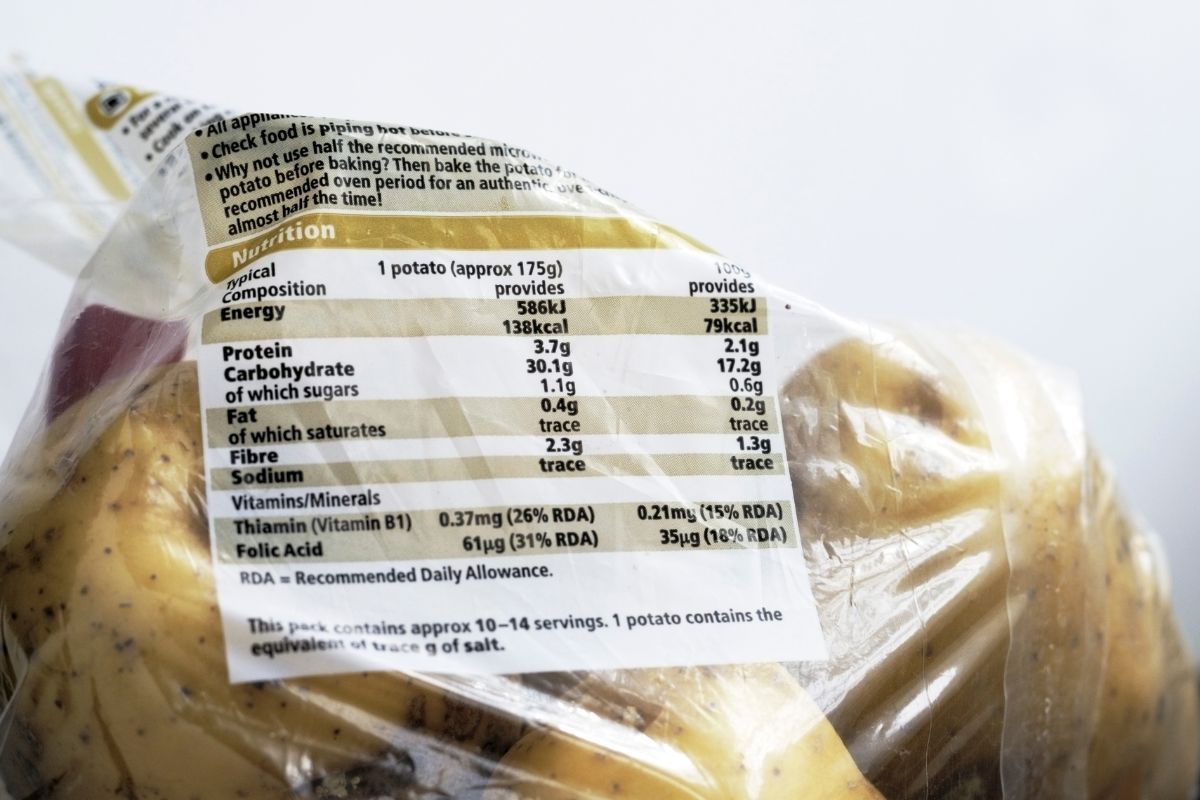 • All
• Check food is piping hot before
• Why not use half the recommended
potato before baking? Then bake the potato for
recommended oven period for an authentic
almost half the time!
Nutrition
Typical 1 potato (approx 175g) 100g
Composition provides provides
Energy 586kJ 335kJ
138kcal 79kcal
Protein 3.7g 2.1g
Carbohydrate 30.1g 17.2g
of which sugars 1.1g 0.6g
Fat 0.4g 0.2g
of which saturates trace trace
Fibre 2.3g 1.3g
Sodium trace trace
Vitamins/Minerals
Thiamin (Vitamin B1) 0.37mg (26% RDA) 0.21mg (15% RDA)
Folic Acid 61µg (31% RDA) 35µg (18% RDA)
RDA = Recommended Daily Allowance.
This pack contains approx 10–14 servings. 1 potato contains the
equivalent of trace g of salt.